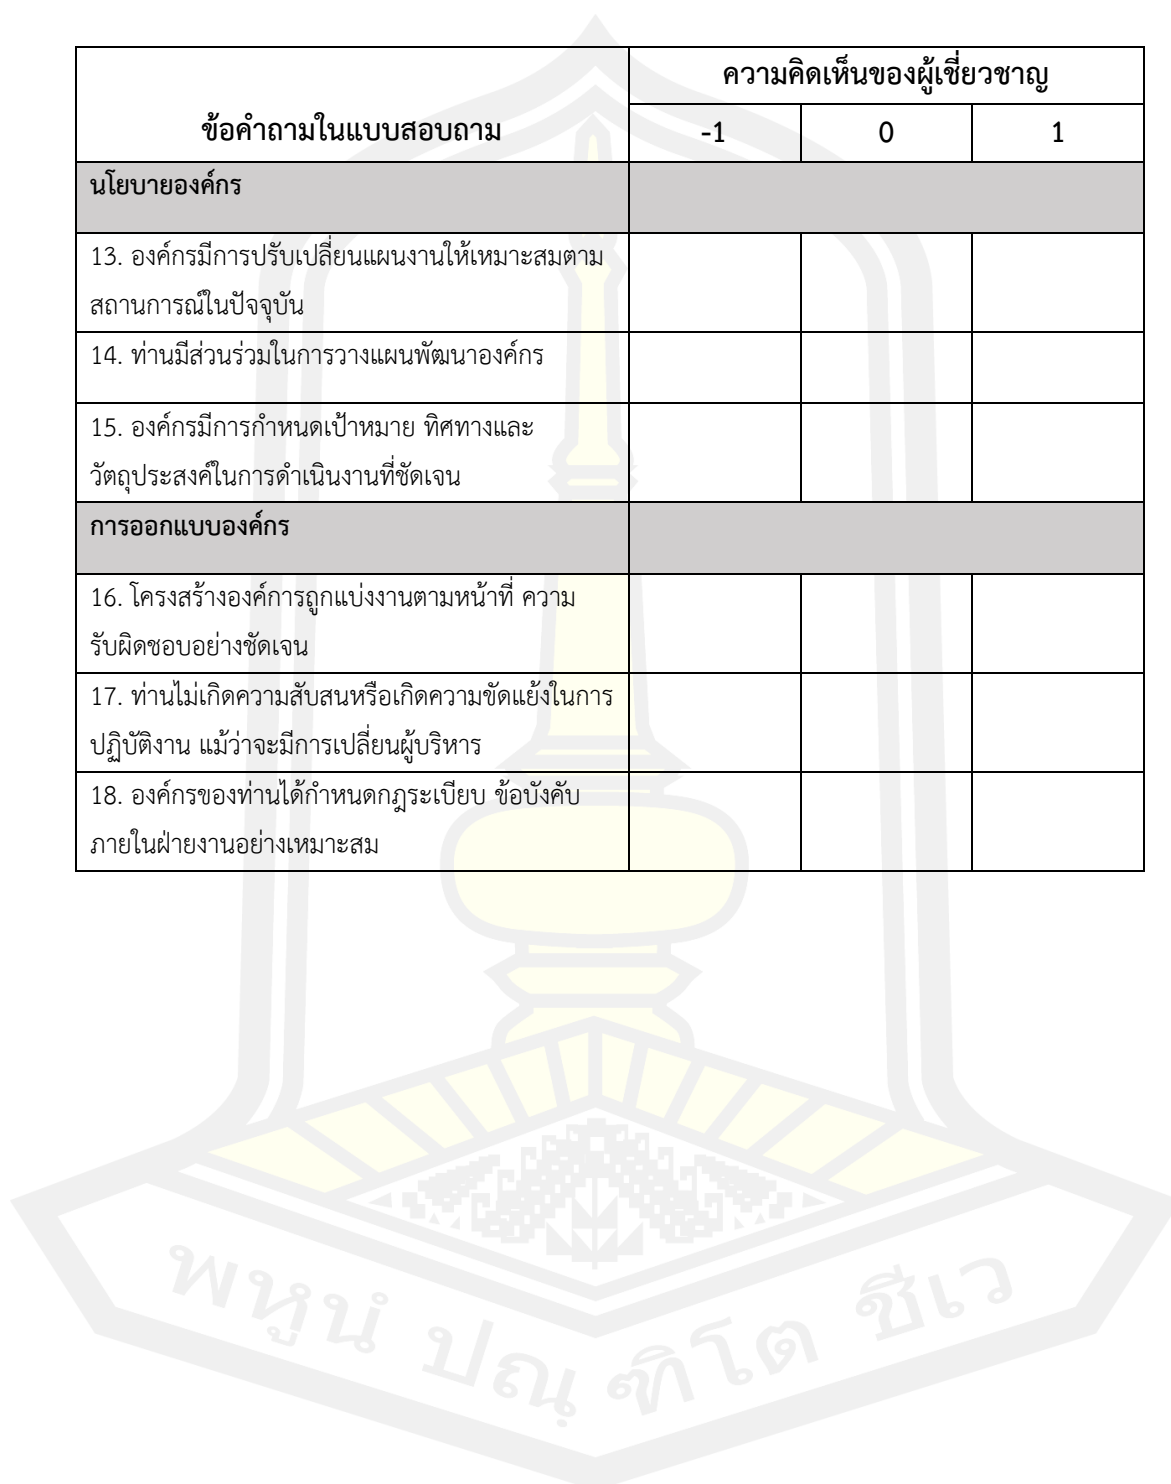 ความคิดเห็นของผู้เชี่ยวชาญ
ข้อคำถามในแบบสอบถาม
-1 0 1
นโยบายองค์กร
13. องค์กรมีการปรับเปลี่ยนแผนงานให้เหมาะสมตาม
สถานการณ์ในปัจจุบัน
14. ท่านมีส่วนร่วมในการวางแผนพัฒนาองค์กร
15. องค์กรมีการกำหนดเป้าหมาย ทิศทางและ
วัตถุประสงค์ในการดำเนินงานที่ชัดเจน
การออกแบบองค์กร
16. โครงสร้างองค์การถูกแบ่งงานตามหน้าที่ ความ
รับผิดชอบอย่างชัดเจน
17. ท่านไม่เกิดความสับสนหรือเกิดความขัดแย้งในการ
ปฏิบัติงาน แม้ว่าจะมีการเปลี่ยนผู้บริหาร
18. องค์กรของท่านได้กำหนดกฎระเบียบ ข้อบังคับ
ภายในฝ่ายงานอย่างเหมาะสม
พหูนํ ปณฺฑิโต ชีเว